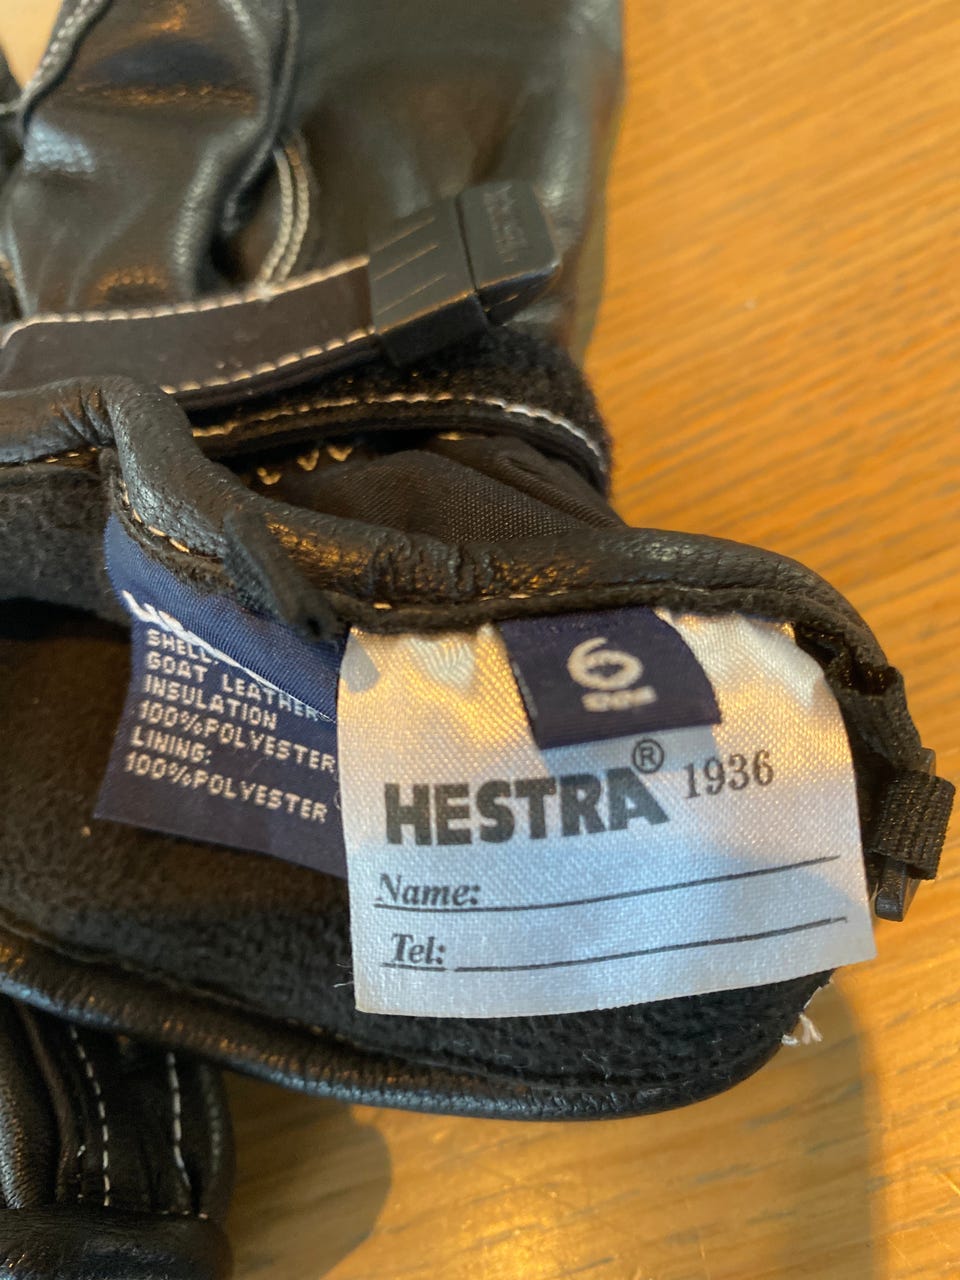 SHELL:
GOAT LEATHER
INSULATION
100%POLYESTER
LINING:
100%POLYESTER
6
HESTRA® 1936
Name:
Tel: